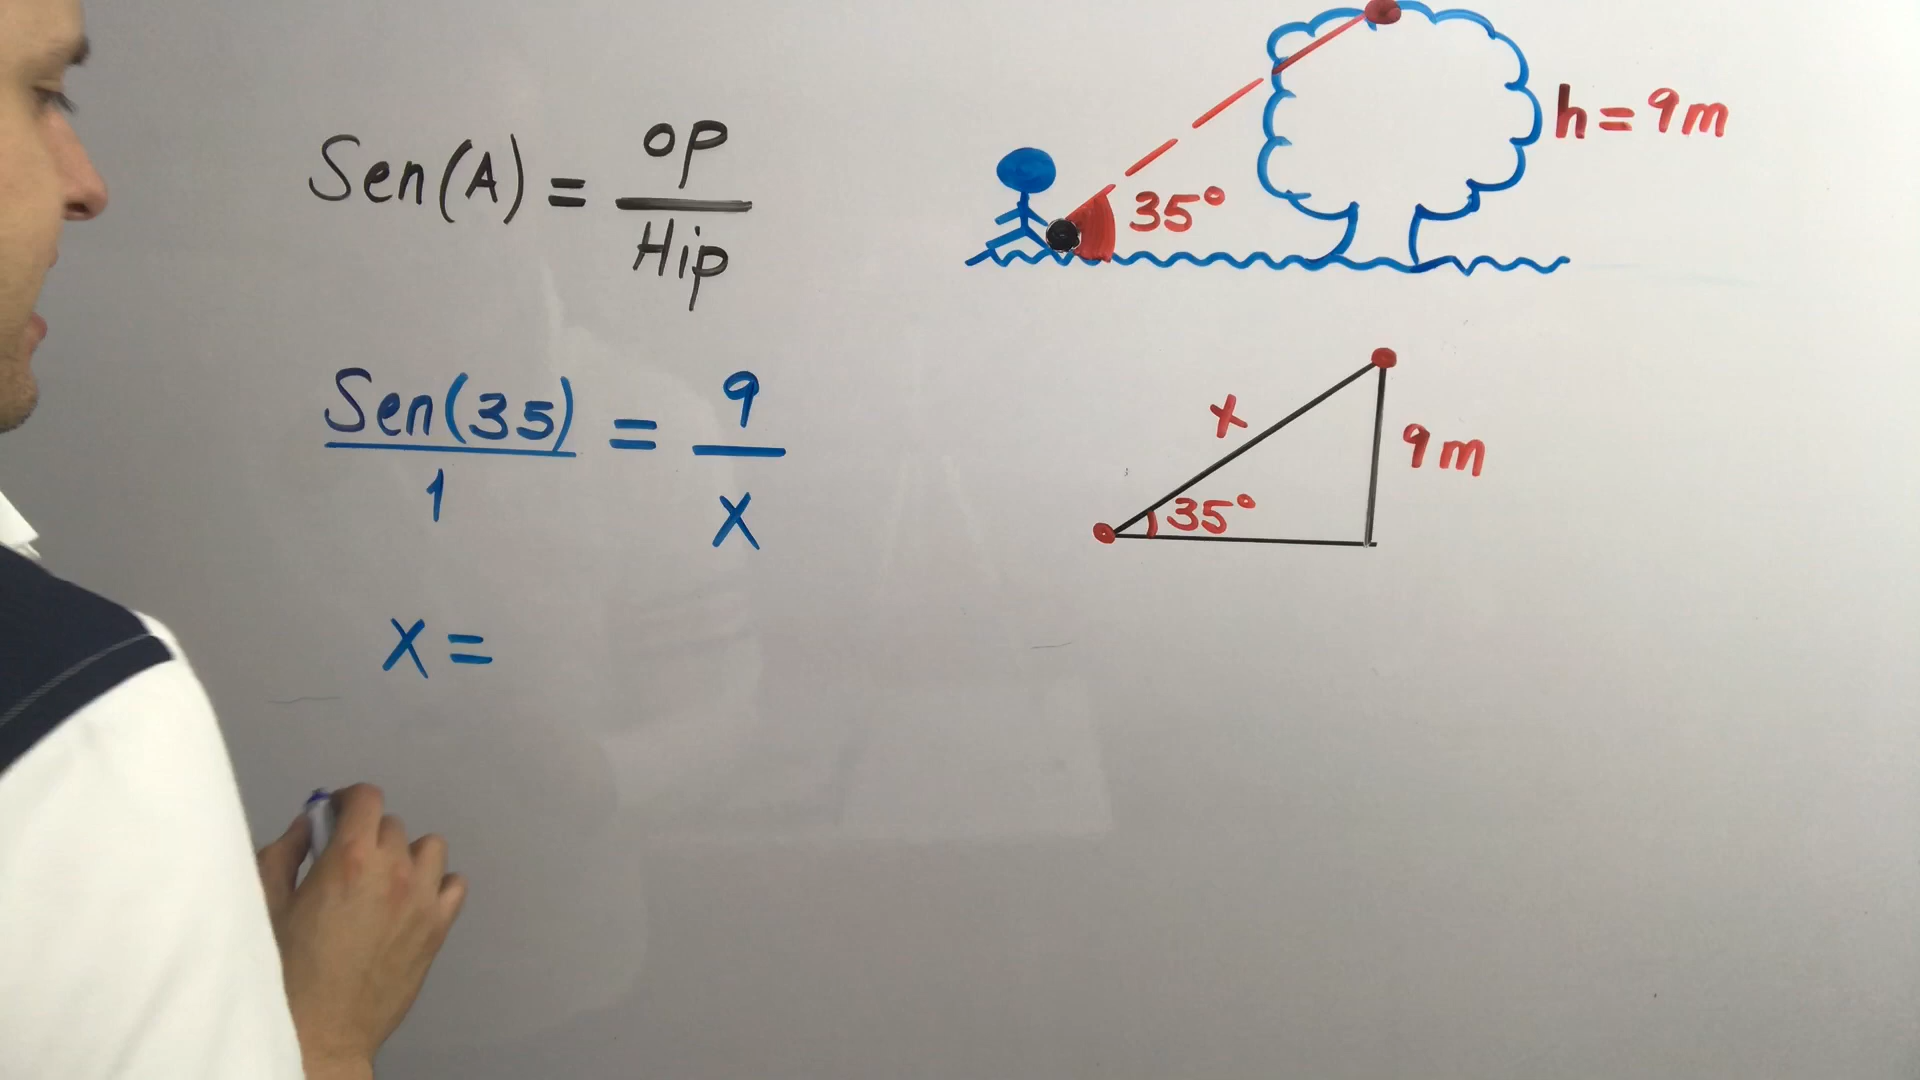 Sen(A) = op / Hip
Sen(35) / 1 = 9 / x
x =
h = 9m
35°
x
9m
35°